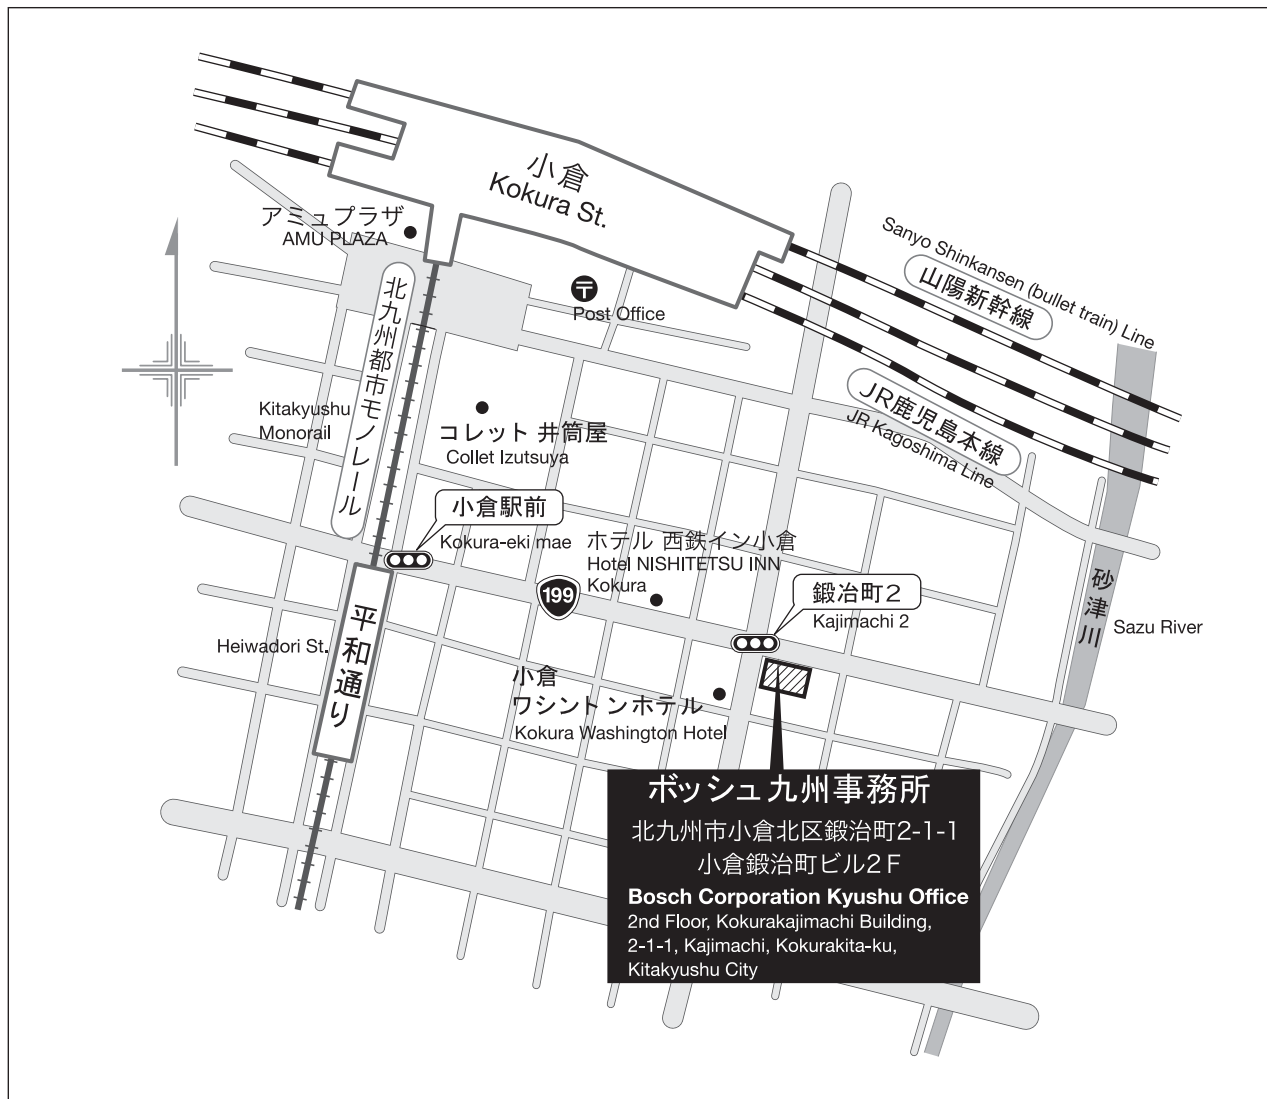 小倉
Kokura St.
アミュプラザ
AMU PLAZA
〒
Post Office
Sanyo Shinkansen (bullet train) Line
山陽新幹線
JR鹿児島本線
JR Kagoshima Line
北九州都市モノレール
Kitakyushu
Monorail
コレット 井筒屋
Collet Izutsuya
小倉駅前
Kokura-eki mae
ホテル 西鉄イン小倉
Hotel NISHITETSU INN
Kokura
199
鍛冶町2
Kajimachi 2
砂津川
Sazu River
平和通り
Heiwadori St.
小倉
ワシントンホテル
Kokura Washington Hotel
ボッシュ九州事務所
北九州市小倉北区鍛治町2-1-1
小倉鍛治町ビル2F
Bosch Corporation Kyushu Office
2nd Floor, Kokurakajimachi Building,
2-1-1, Kajimachi, Kokurakita-ku,
Kitakyushu City